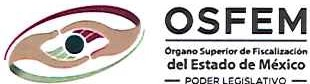 OSFEM
Órgano Superior de Fiscalización
del Estado de México
PODER LEGISLATIVO